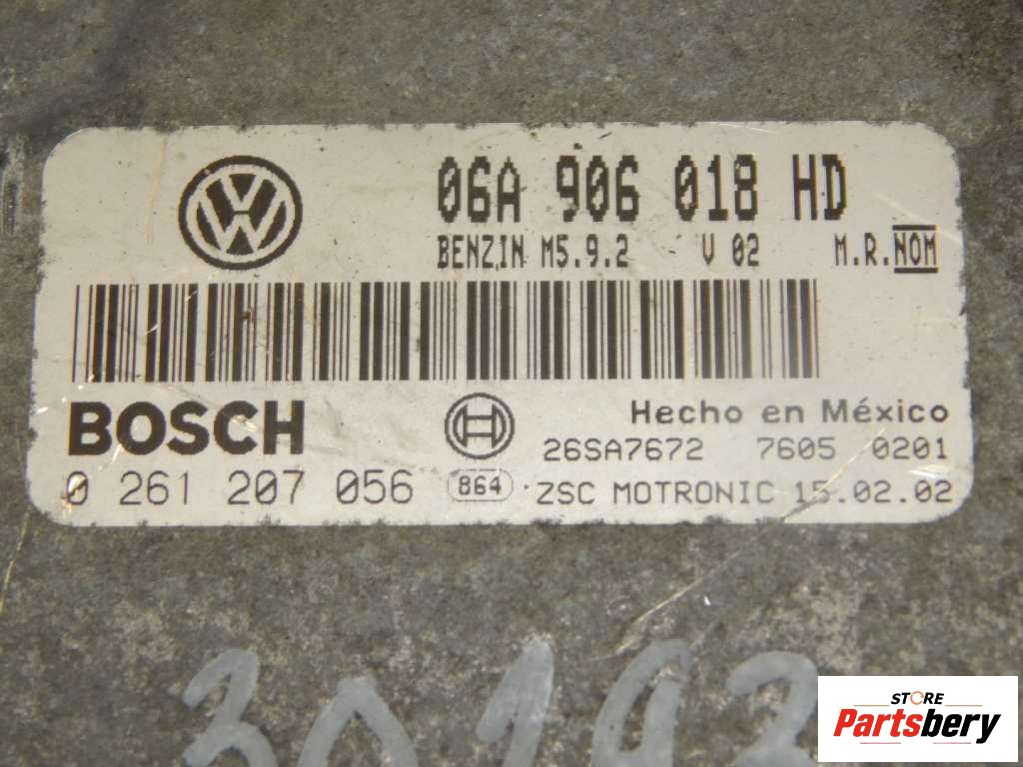 06A 906 018 HD
BENZIN M5.9.2 V 02 M.R.NOM
BOSCH
Hecho en México
26SA7672 7605 0201
0 261 207 056 864 ZSC MOTRONIC 15.02.02
STORE
Partsbery